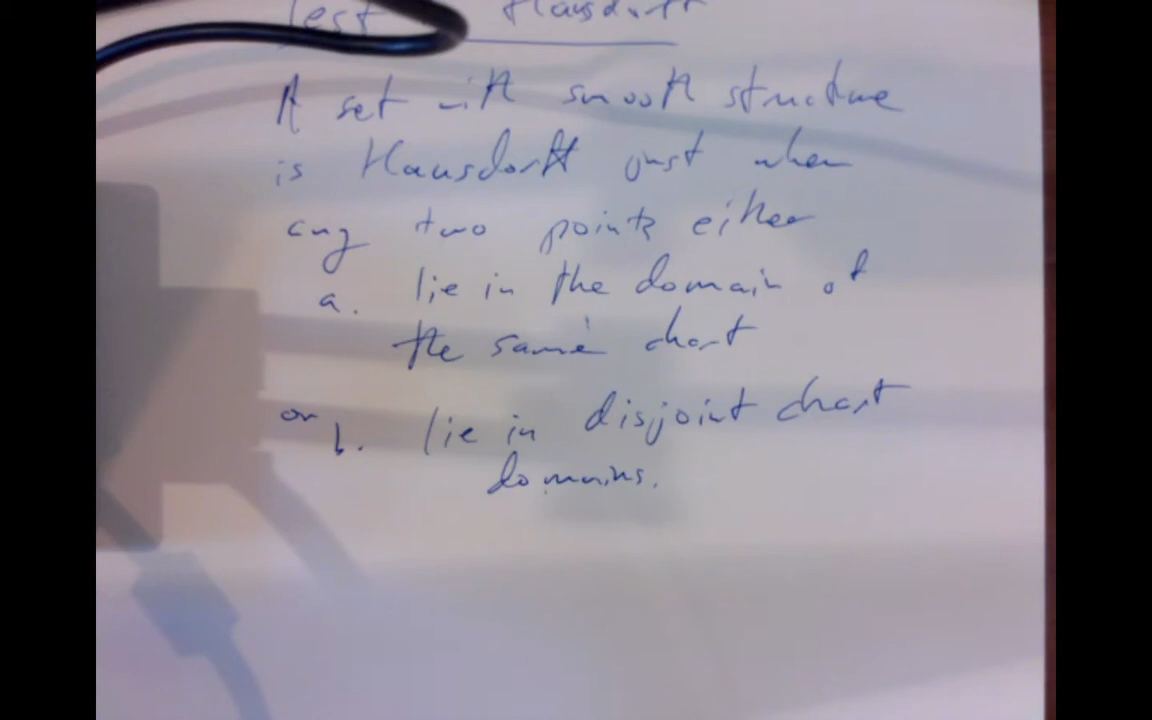 Test Hausdorff
A set with smooth structure
is Hausdorff just when
any two points either
a. lie in the domain of
the same chart
or b. lie in disjoint chart
domains.